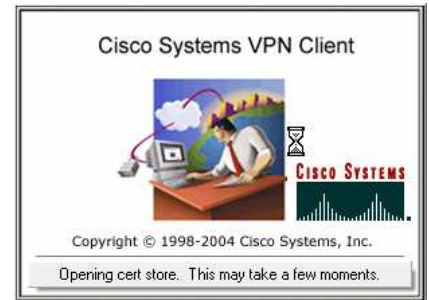 Cisco Systems VPN Client
CISCO SYSTEMS
Copyright © 1998-2004 Cisco Systems, Inc.
Opening cert store. This may take a few moments.